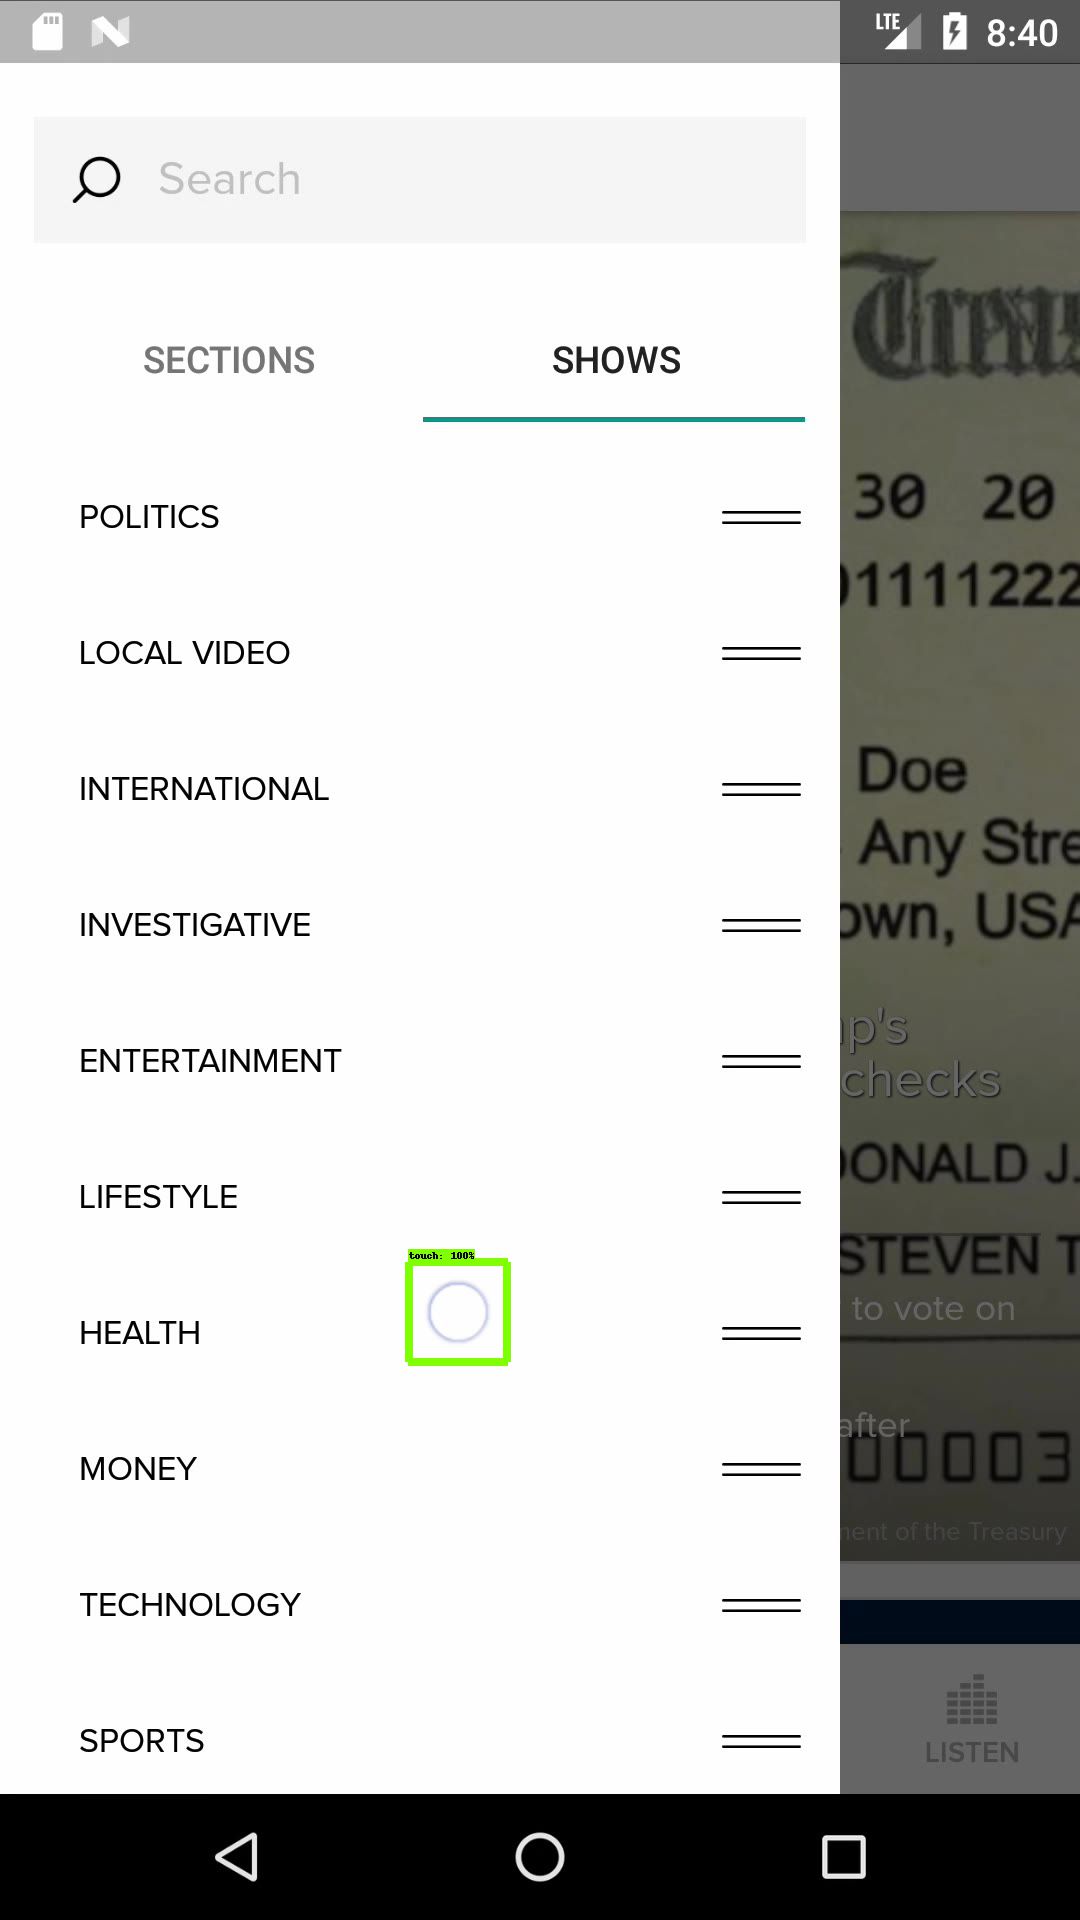 LTE 8:40
Search
SECTIONS SHOWS
POLITICS
LOCAL VIDEO
INTERNATIONAL
INVESTIGATIVE
ENTERTAINMENT
LIFESTYLE
touch: 100%
HEALTH
MONEY
TECHNOLOGY
SPORTS
30 20
01111222
Doe
Any Stre
own, USA
p's
checks
DONALD J.
STEVEN T
to vote on
after
00003
ment of the Treasury
LISTEN